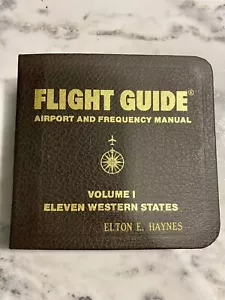 FLIGHT GUIDE®
AIRPORT AND FREQUENCY MANUAL
VOLUME I
ELEVEN WESTERN STATES
ELTON E. HAYNES